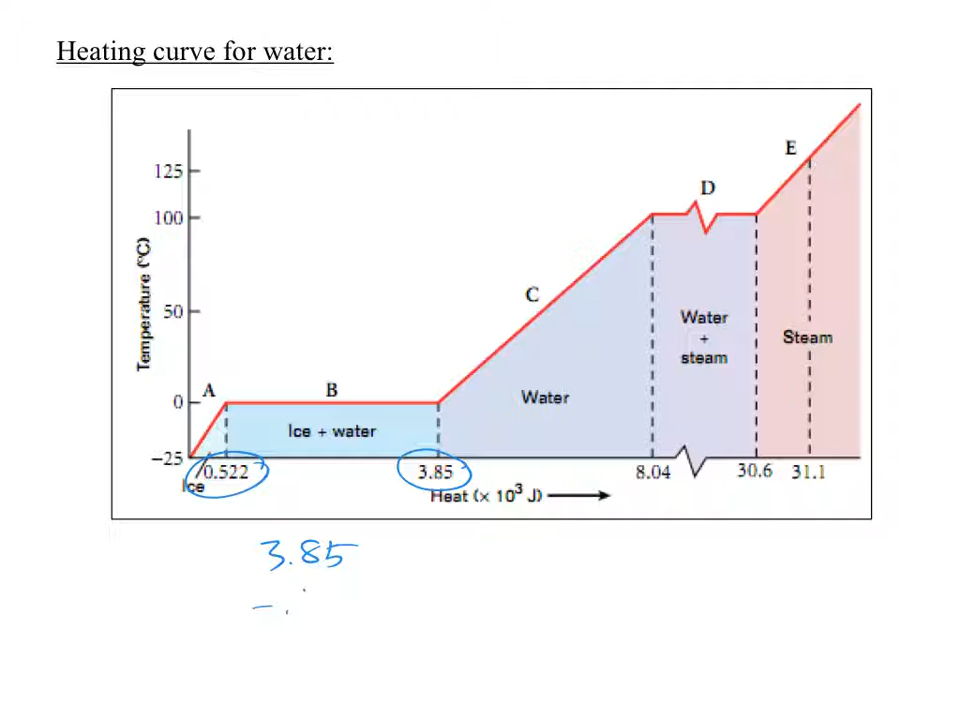 Heating curve for water:
E
125
D
100
Temperature (°C)
C
50
Water
+
steam
Steam
A
B
0
Water
Ice + water
−25
0.522
3.85
8.04
30.6
31.1
Ice
Heat (× 10³ J)
3.85
− .